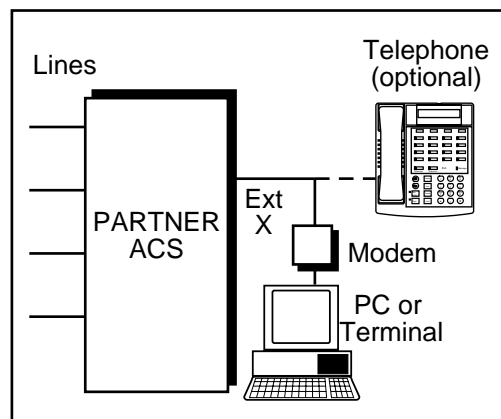 Lines
Telephone
(optional)
PARTNER
ACS
Ext
X
Modem
PC or
Terminal